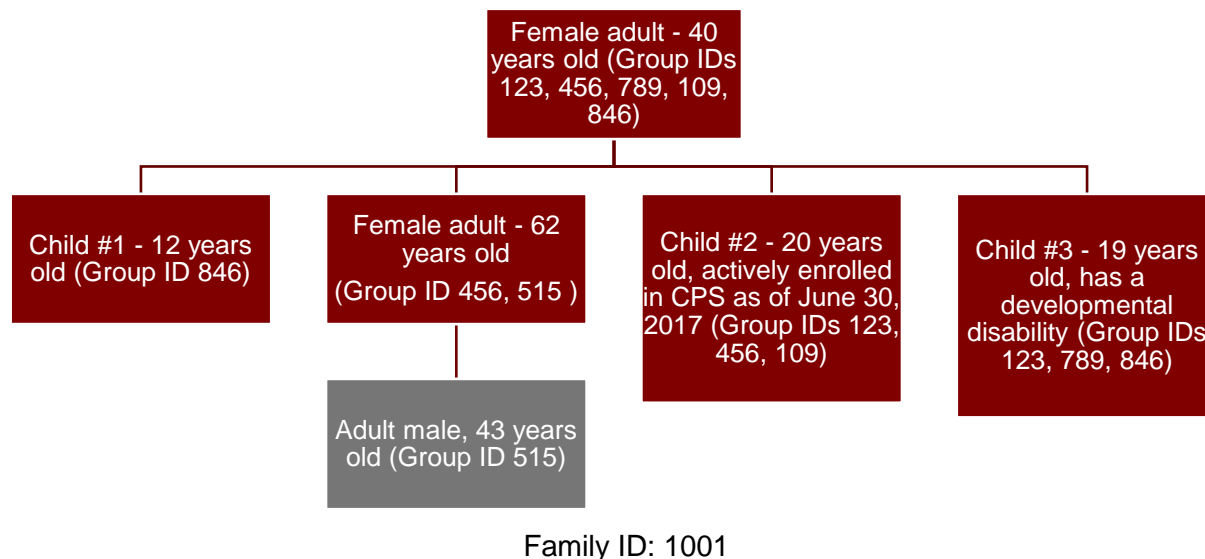 Female adult - 40
years old (Group IDs
123, 456, 789, 109,
846)
Child #1 - 12 years
old (Group ID 846)
Female adult - 62
years old
(Group ID 456, 515 )
Child #2 - 20 years
old, actively enrolled
in CPS as of June 30,
2017 (Group IDs 123,
456, 109)
Child #3 - 19 years
old, has a
developmental
disability (Group IDs
123, 789, 846)
Adult male, 43 years
old (Group ID 515)
Family ID: 1001